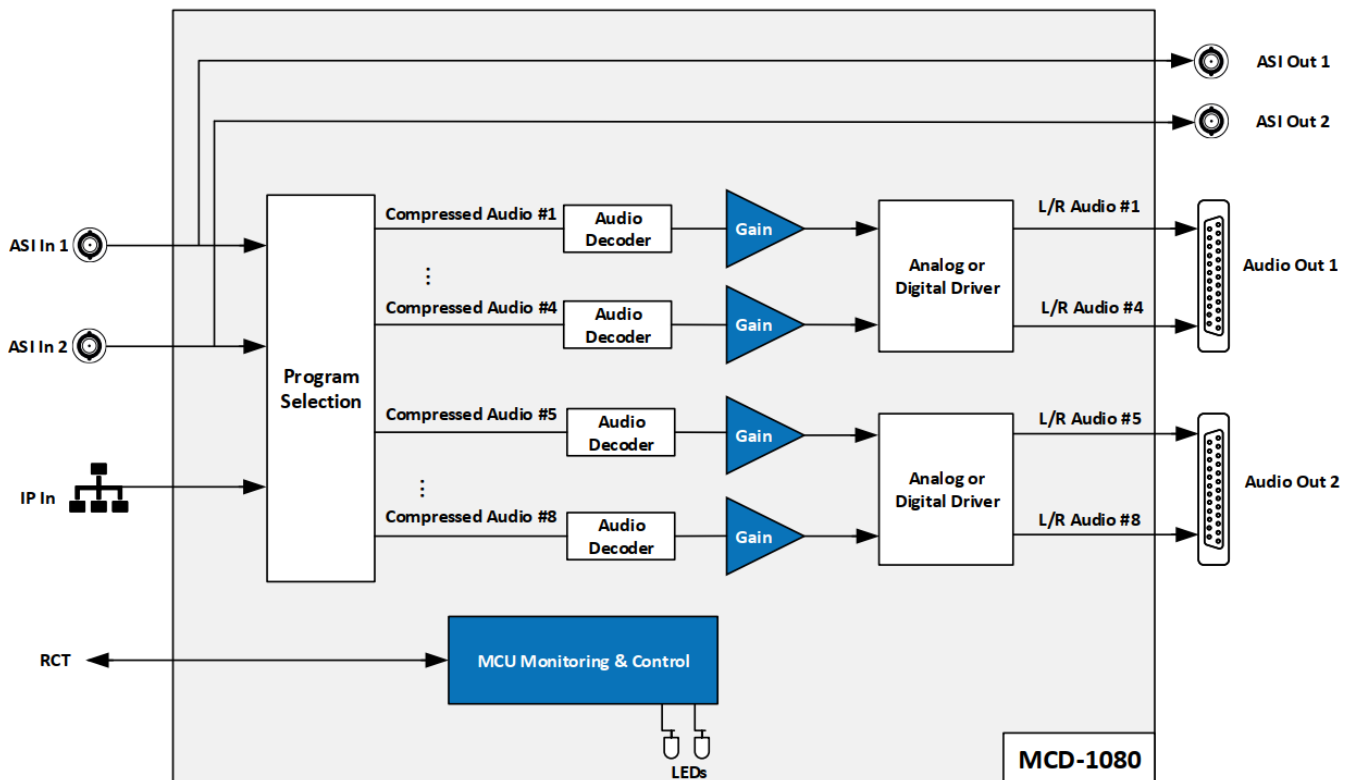 ASI Out 1
ASI Out 2
ASI In 1
ASI In 2
IP In
Program
Selection
Compressed Audio #1
Audio
Decoder
Gain
⋮
Compressed Audio #4
Audio
Decoder
Gain
Analog or
Digital Driver
L/R Audio #1
L/R Audio #4
Audio Out 1
Compressed Audio #5
Audio
Decoder
Gain
⋮
Compressed Audio #8
Audio
Decoder
Gain
Analog or
Digital Driver
L/R Audio #5
L/R Audio #8
Audio Out 2
RCT
MCU Monitoring & Control
LEDs
MCD-1080